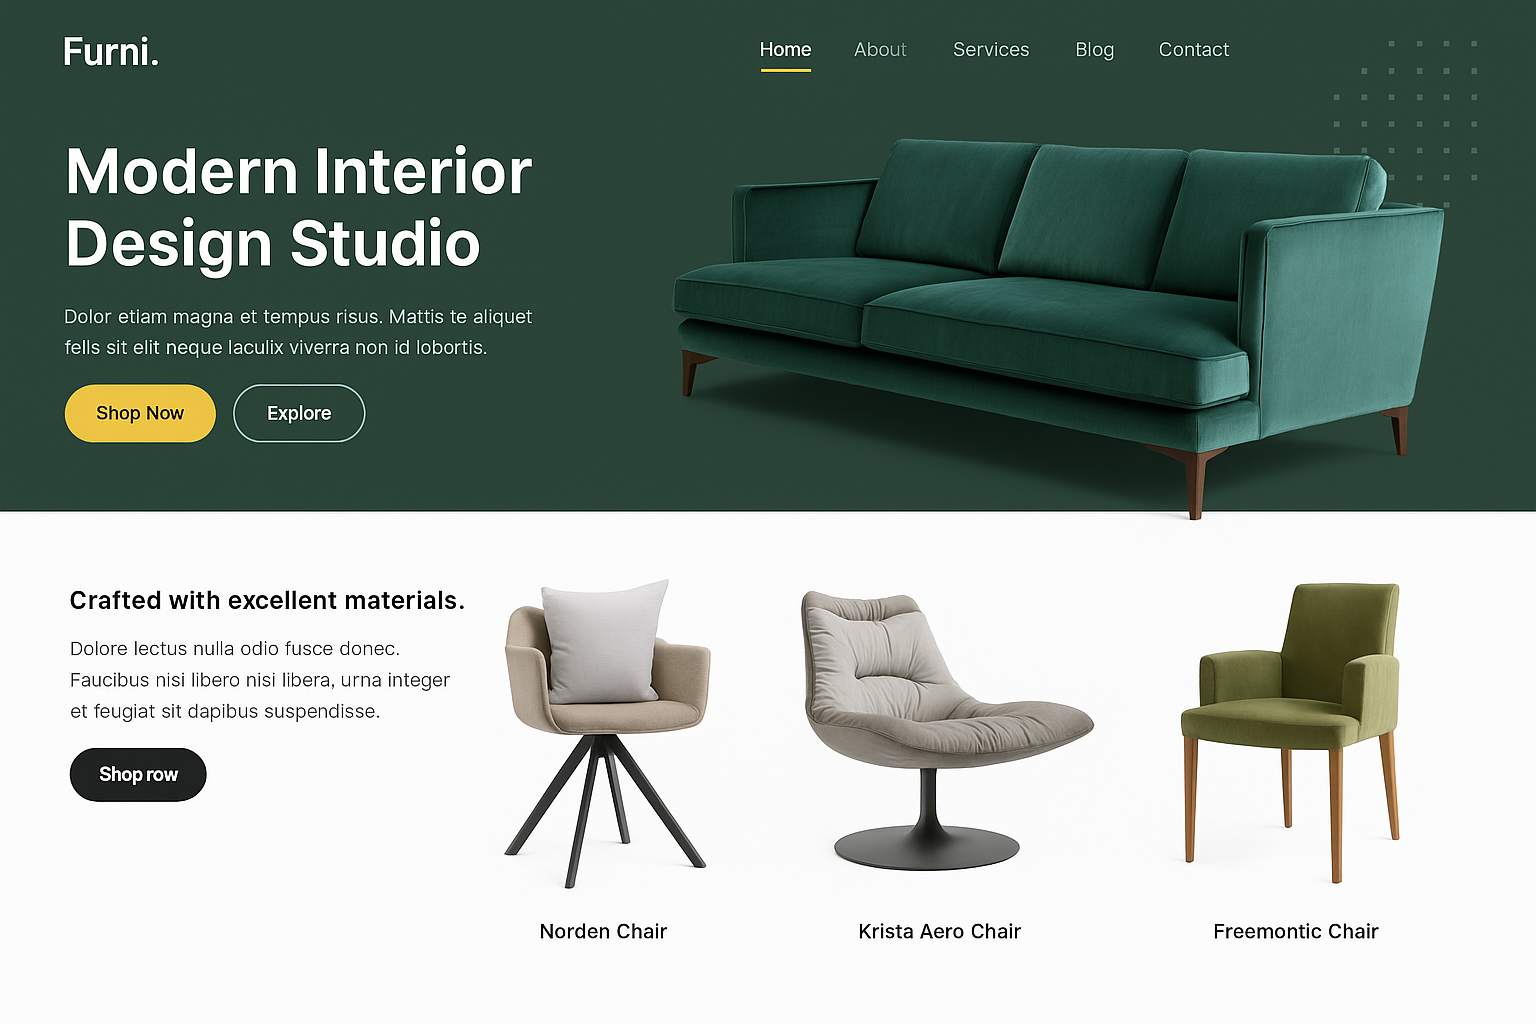 Furni.
Home About Services Blog Contact
Modern Interior
Design Studio
Dolor etiam magna et tempus risus. Mattis te aliquet
fells sit elit neque laculix viverra non id lobortis.
Shop Now Explore
Crafted with excellent materials.
Dolore lectus nulla odio fusce donec.
Faucibus nisi libero nisi libera, urna integer
et feugiat sit dapibus suspendisse.
Shop row
Norden Chair
Krista Aero Chair
Freemontic Chair